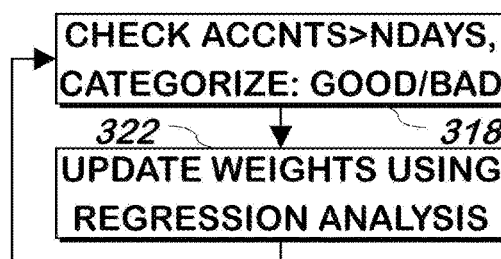 CHECK ACCNTS>NDAYS,
CATEGORIZE: GOOD/BAD
322 318
UPDATE WEIGHTS USING
REGRESSION ANALYSIS